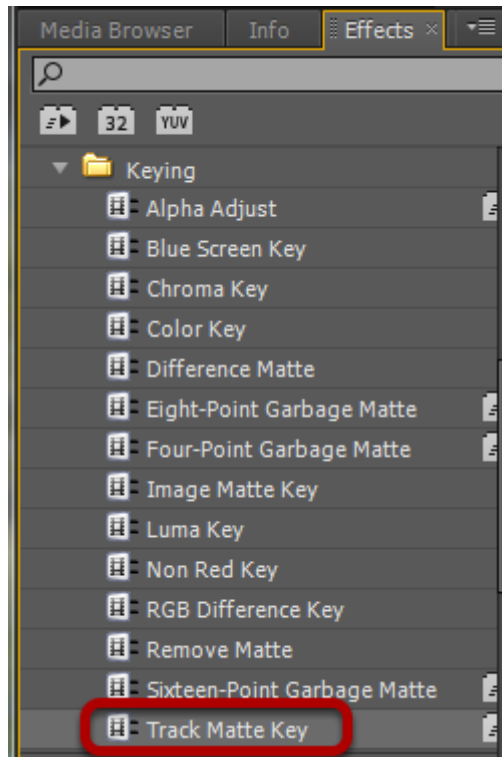 Media Browser Info Effects ×
32 YUV
Keying
Alpha Adjust
Blue Screen Key
Chroma Key
Color Key
Difference Matte
Eight-Point Garbage Matte
Four-Point Garbage Matte
Image Matte Key
Luma Key
Non Red Key
RGB Difference Key
Remove Matte
Sixteen-Point Garbage Matte
Track Matte Key